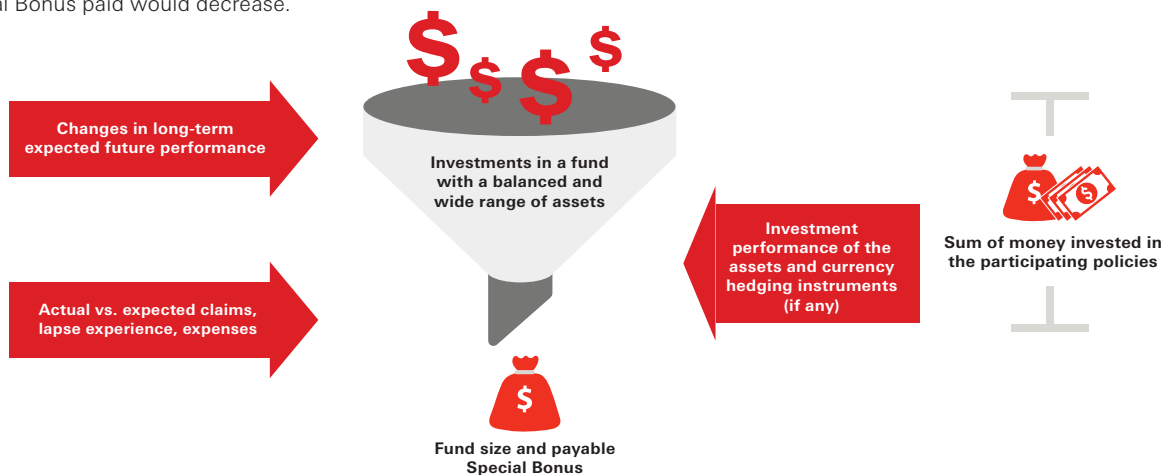 al Bonus paid would decrease.
$ $ $ $
Changes in long-term
expected future performance
Investments in a fund
with a balanced and
wide range of assets
Investment
performance of the
assets and currency
hedging instruments
(if any)
$ $
Sum of money invested in
the participating policies
Actual vs. expected claims,
lapse experience, expenses
$
Fund size and payable
Special Bonus